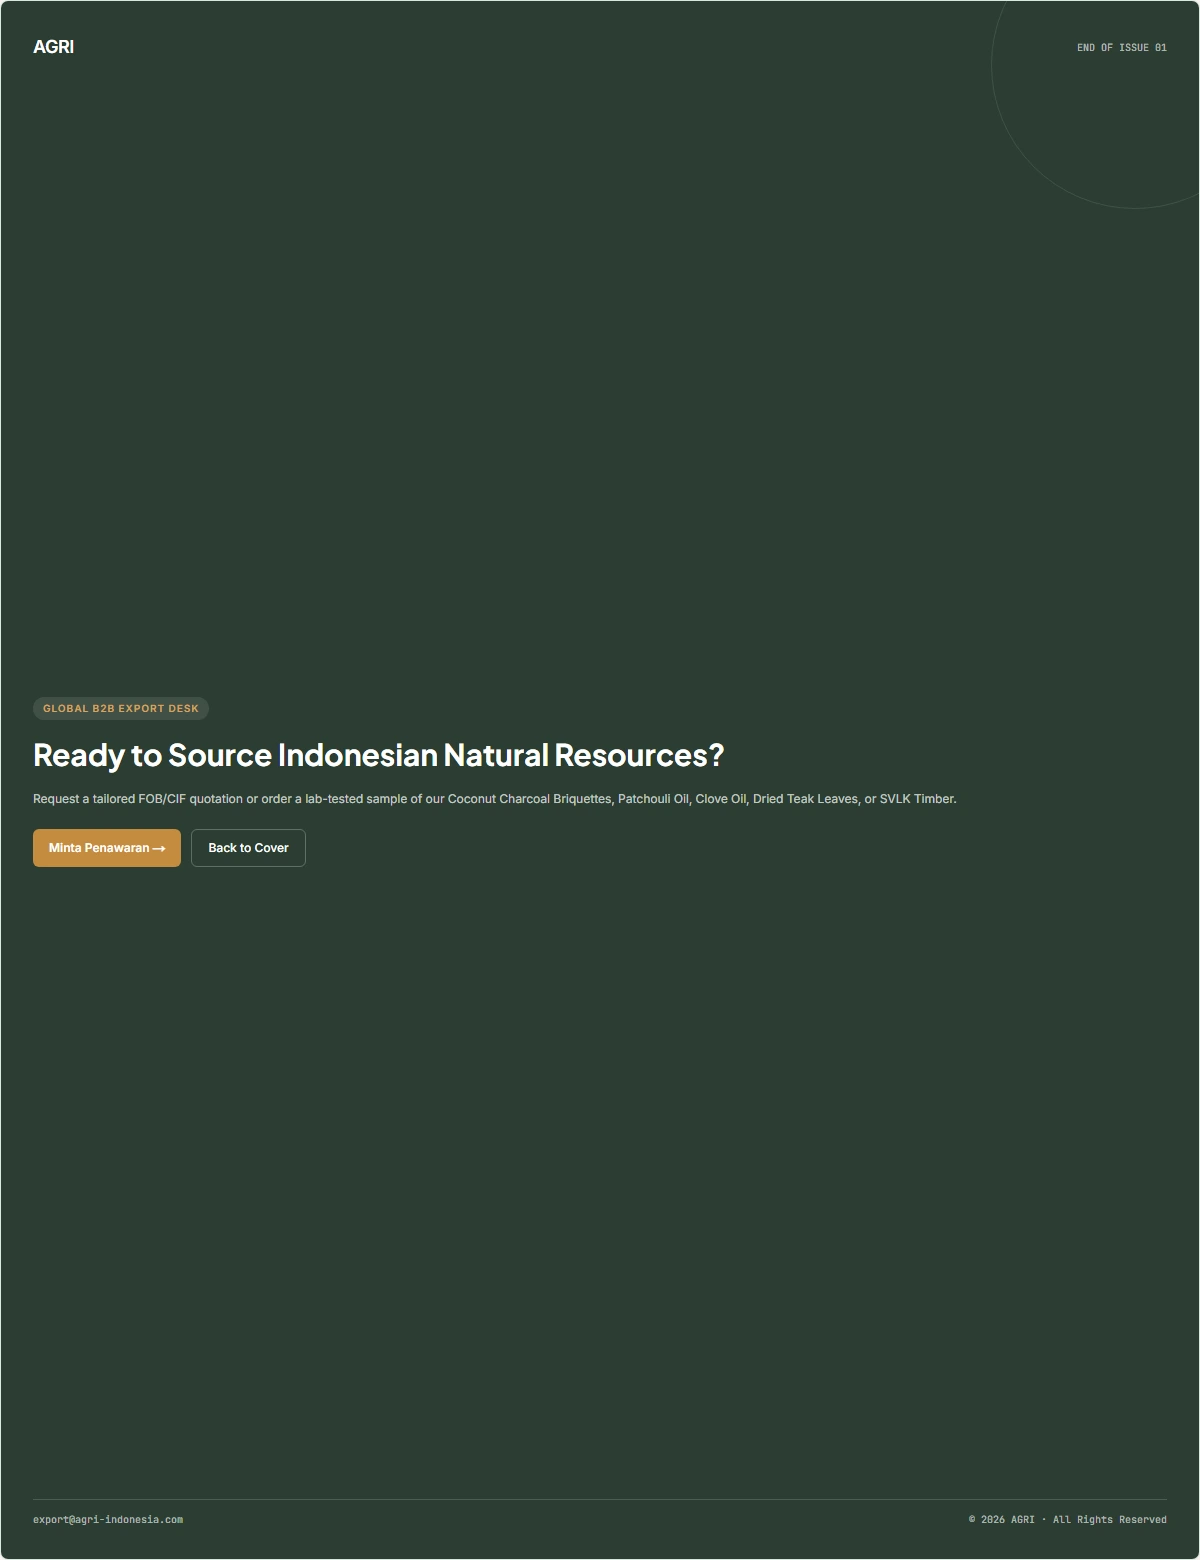 AGRI
END OF ISSUE 01
GLOBAL B2B EXPORT DESK
Ready to Source Indonesian Natural Resources?
Request a tailored FOB/CIF quotation or order a lab-tested sample of our Coconut Charcoal Briquettes, Patchouli Oil, Clove Oil, Dried Teak Leaves, or SVLK Timber.
Minta Penawaran →
Back to Cover
export@agri-indonesia.com
© 2026 AGRI · All Rights Reserved